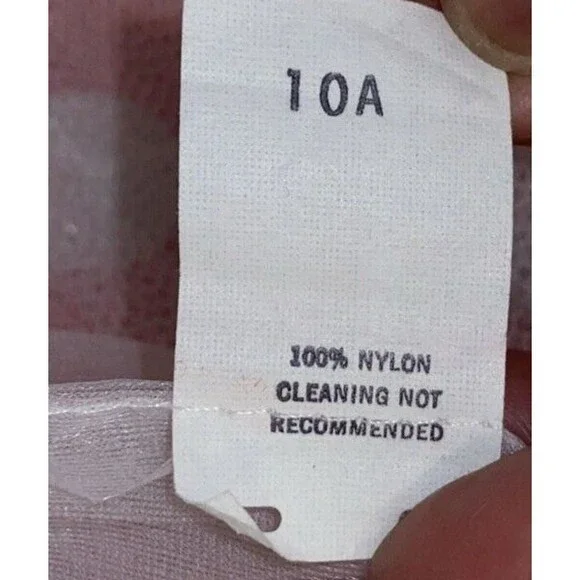 10A
100% NYLON
CLEANING NOT
RECOMMENDED